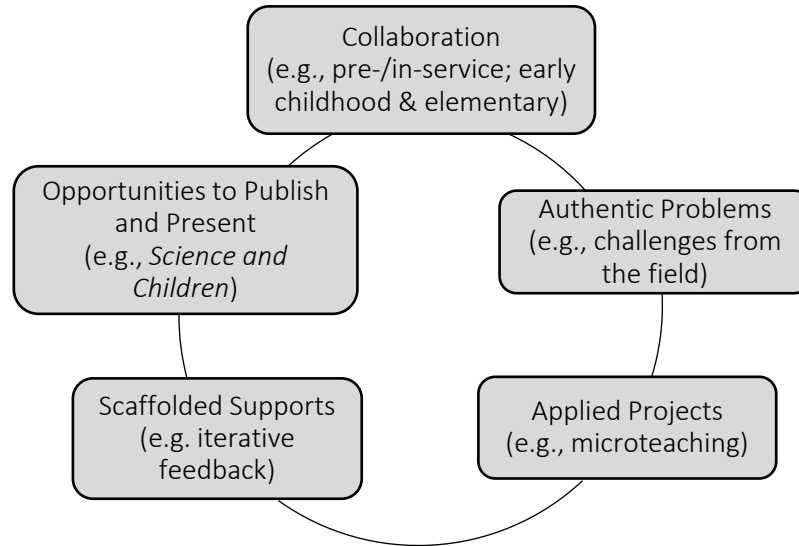 Collaboration
(e.g., pre-/in-service; early
childhood & elementary)
Authentic Problems
(e.g., challenges from
the field)
Applied Projects
(e.g., microteaching)
Scaffolded Supports
(e.g. iterative
feedback)
Opportunities to Publish
and Present
(e.g., Science and
Children)